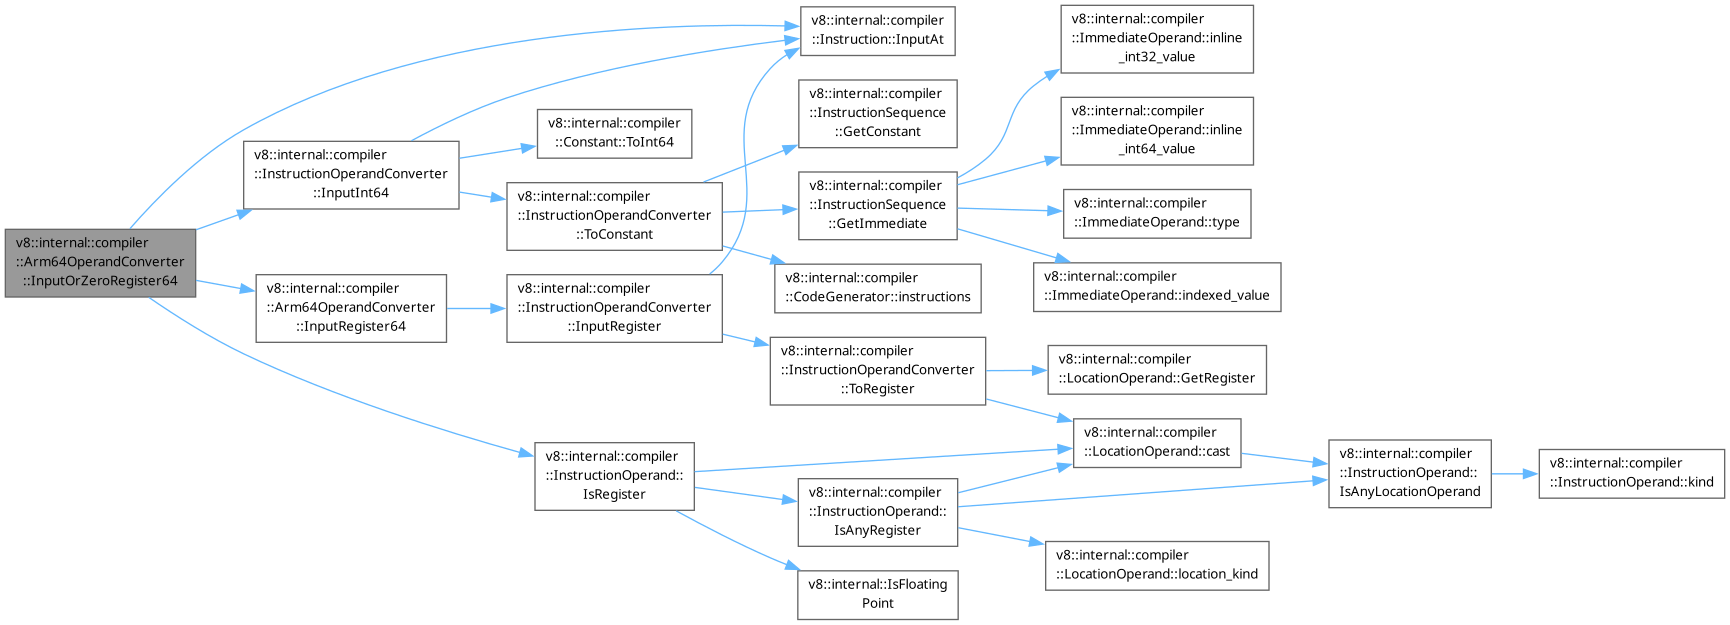 v8::internal::compiler
::Arm64OperandConverter
::InputOrZeroRegister64
v8::internal::compiler
::InstructionOperandConverter
::InputInt64
v8::internal::compiler
::Arm64OperandConverter
::InputRegister64
v8::internal::compiler
::Constant::ToInt64
v8::internal::compiler
::InstructionOperandConverter
::ToConstant
v8::internal::compiler
::InstructionOperandConverter
::InputRegister
v8::internal::compiler
::InstructionOperand::
IsRegister
v8::internal::compiler
::Instruction::InputAt
v8::internal::compiler
::InstructionSequence
::GetConstant
v8::internal::compiler
::InstructionSequence
::GetImmediate
v8::internal::compiler
::CodeGenerator::instructions
v8::internal::compiler
::InstructionOperandConverter
::ToRegister
v8::internal::compiler
::InstructionOperand::
IsAnyRegister
v8::internal::IsFloating
Point
v8::internal::compiler
::ImmediateOperand::inline
_int32_value
v8::internal::compiler
::ImmediateOperand::inline
_int64_value
v8::internal::compiler
::ImmediateOperand::type
v8::internal::compiler
::ImmediateOperand::indexed_value
v8::internal::compiler
::LocationOperand::GetRegister
v8::internal::compiler
::LocationOperand::cast
v8::internal::compiler
::LocationOperand::location_kind
v8::internal::compiler
::InstructionOperand::
IsAnyLocationOperand
v8::internal::compiler
::InstructionOperand::kind